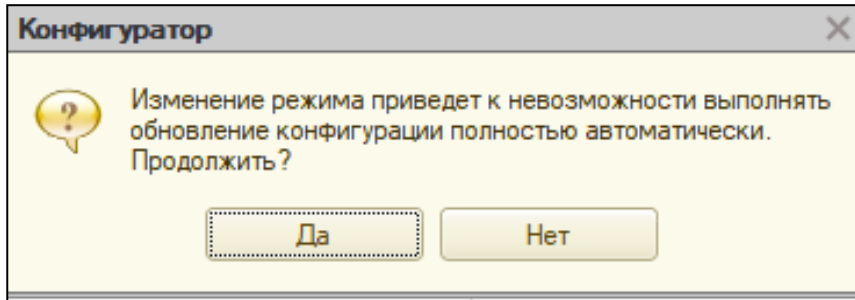 Конфигуратор
?
Изменение режима приведет к невозможности выполнять
обновление конфигурации полностью автоматически.
Продолжить?
Да
Нет